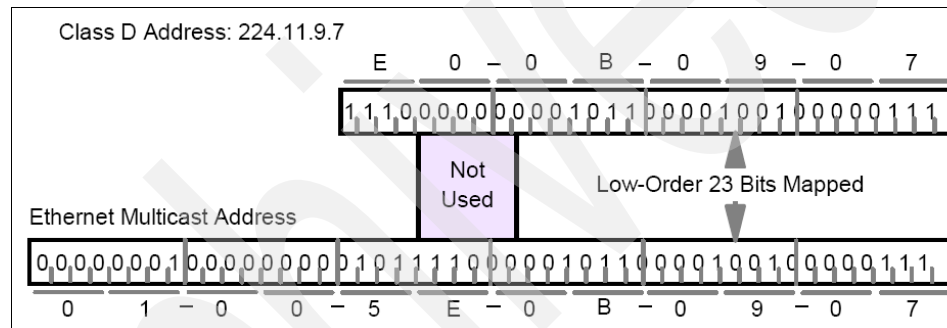 Class D Address: 224.11.9.7
E 0 – 0 B – 0 9 – 0 7
11100000000010110000100100000111
Not
Used
Low-Order 23 Bits Mapped
Ethernet Multicast Address
000000010000000001011110000010110000100100000111
0 1 – 0 0 – 5 E – 0 B – 0 9 – 0 7